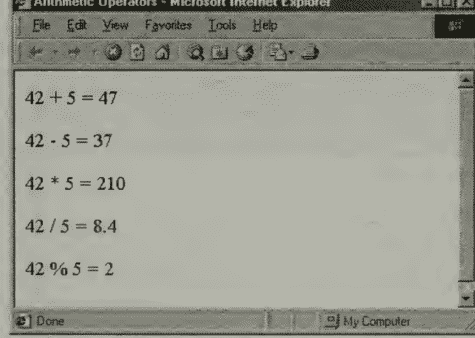 Arithmetic Operators - Microsoft Internet Explorer
File Edit View Favorites Tools Help
42 + 5 = 47
42 - 5 = 37
42 * 5 = 210
42 / 5 = 8.4
42 % 5 = 2
Done My Computer